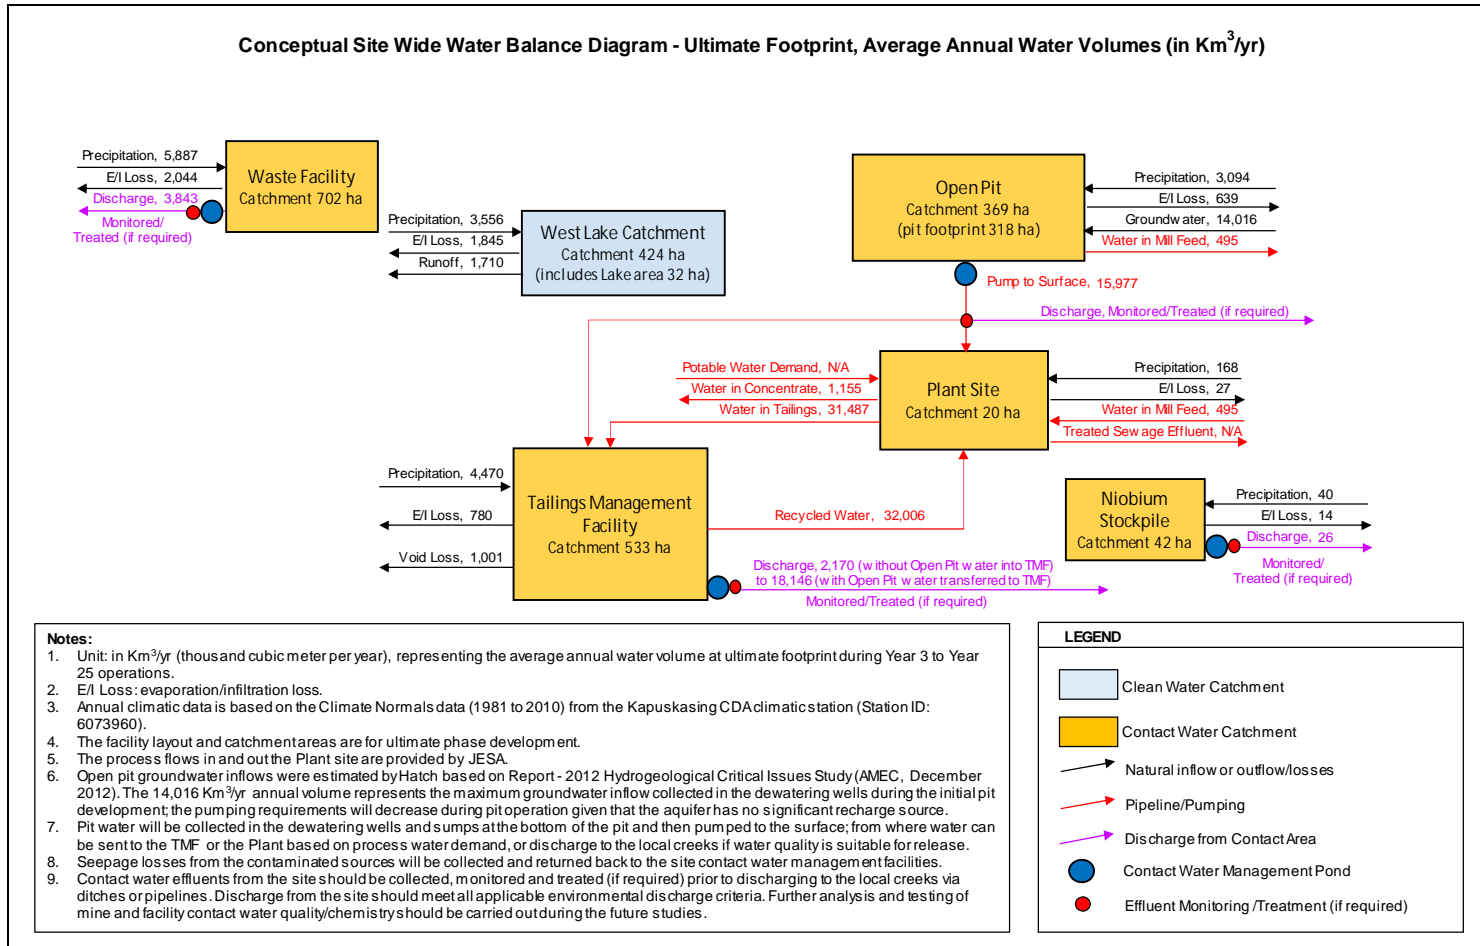 Conceptual Site Wide Water Balance Diagram - Ultimate Footprint, Average Annual Water Volumes (in Km³/yr)
Precipitation, 5,887
E/I Loss, 2,044
Discharge, 3,843
Monitored/
Treated (if required)
Waste Facility
Catchment 702 ha
Precipitation, 3,556
E/I Loss, 1,845
Runoff, 1,710
West Lake Catchment
Catchment 424 ha
(includes Lake area 32 ha)
Open Pit
Catchment 369 ha
(pit footprint 318 ha)
Precipitation, 3,094
E/I Loss, 639
Groundwater, 14,016
Water in Mill Feed, 495
Pump to Surface, 15,977
Discharge, Monitored/Treated (if required)
Potable Water Demand, N/A
Water in Concentrate, 1,155
Water in Tailings, 31,487
Plant Site
Catchment 20 ha
Precipitation, 168
E/I Loss, 27
Water in Mill Feed, 495
Treated Sewage Effluent, N/A
Precipitation, 4,470
E/I Loss, 780
Void Loss, 1,001
Tailings Management
Facility
Catchment 533 ha
Recycled Water, 32,006
Discharge, 2,170 (without Open Pit water into TMF)
to 18,146 (with Open Pit water transferred to TMF)
Monitored/Treated (if required)
Niobium
Stockpile
Catchment 42 ha
Precipitation, 40
E/I Loss, 14
Discharge, 26
Monitored/
Treated (if required)
Notes:
1. Unit: in Km³/yr (thousand cubic meter per year), representing the average annual water volume at ultimate footprint during Year 3 to Year
25 operations.
2. E/I Loss: evaporation/infiltration loss.
3. Annual climatic data is based on the Climate Normals data (1981 to 2010) from the Kapuskasing CDA climatic station (Station ID:
6073960).
4. The facility layout and catchment areas are for ultimate phase development.
5. The process flows in and out the Plant site are provided by JESA.
6. Open pit groundwater inflows were estimated by Hatch based on Report - 2012 Hydrogeological Critical Issues Study (AMEC, December
2012). The 14,016 Km³/yr annual volume represents the maximum groundwater inflow collected in the dewatering wells during the initial pit
development; the pumping requirements will decrease during pit operation given that the aquifer has no significant recharge source.
7. Pit water will be collected in the dewatering wells and sumps at the bottom of the pit and then pumped to the surface; from where water can
be sent to the TMF or the Plant based on process water demand, or discharge to the local creeks if water quality is suitable for release.
8. Seepage losses from the contaminated sources will be collected and returned back to the site contact water management facilities.
9. Contact water effluents from the site should be collected, monitored and treated (if required) prior to discharging to the local creeks via
ditches or pipelines. Discharge from the site should meet all applicable environmental discharge criteria. Further analysis and testing of
mine and facility contact water quality/chemistry should be carried out during the future studies.
LEGEND
Clean Water Catchment
Contact Water Catchment
Natural inflow or outflow/losses
Pipeline/Pumping
Discharge from Contact Area
Contact Water Management Pond
Effluent Monitoring /Treatment (if required)